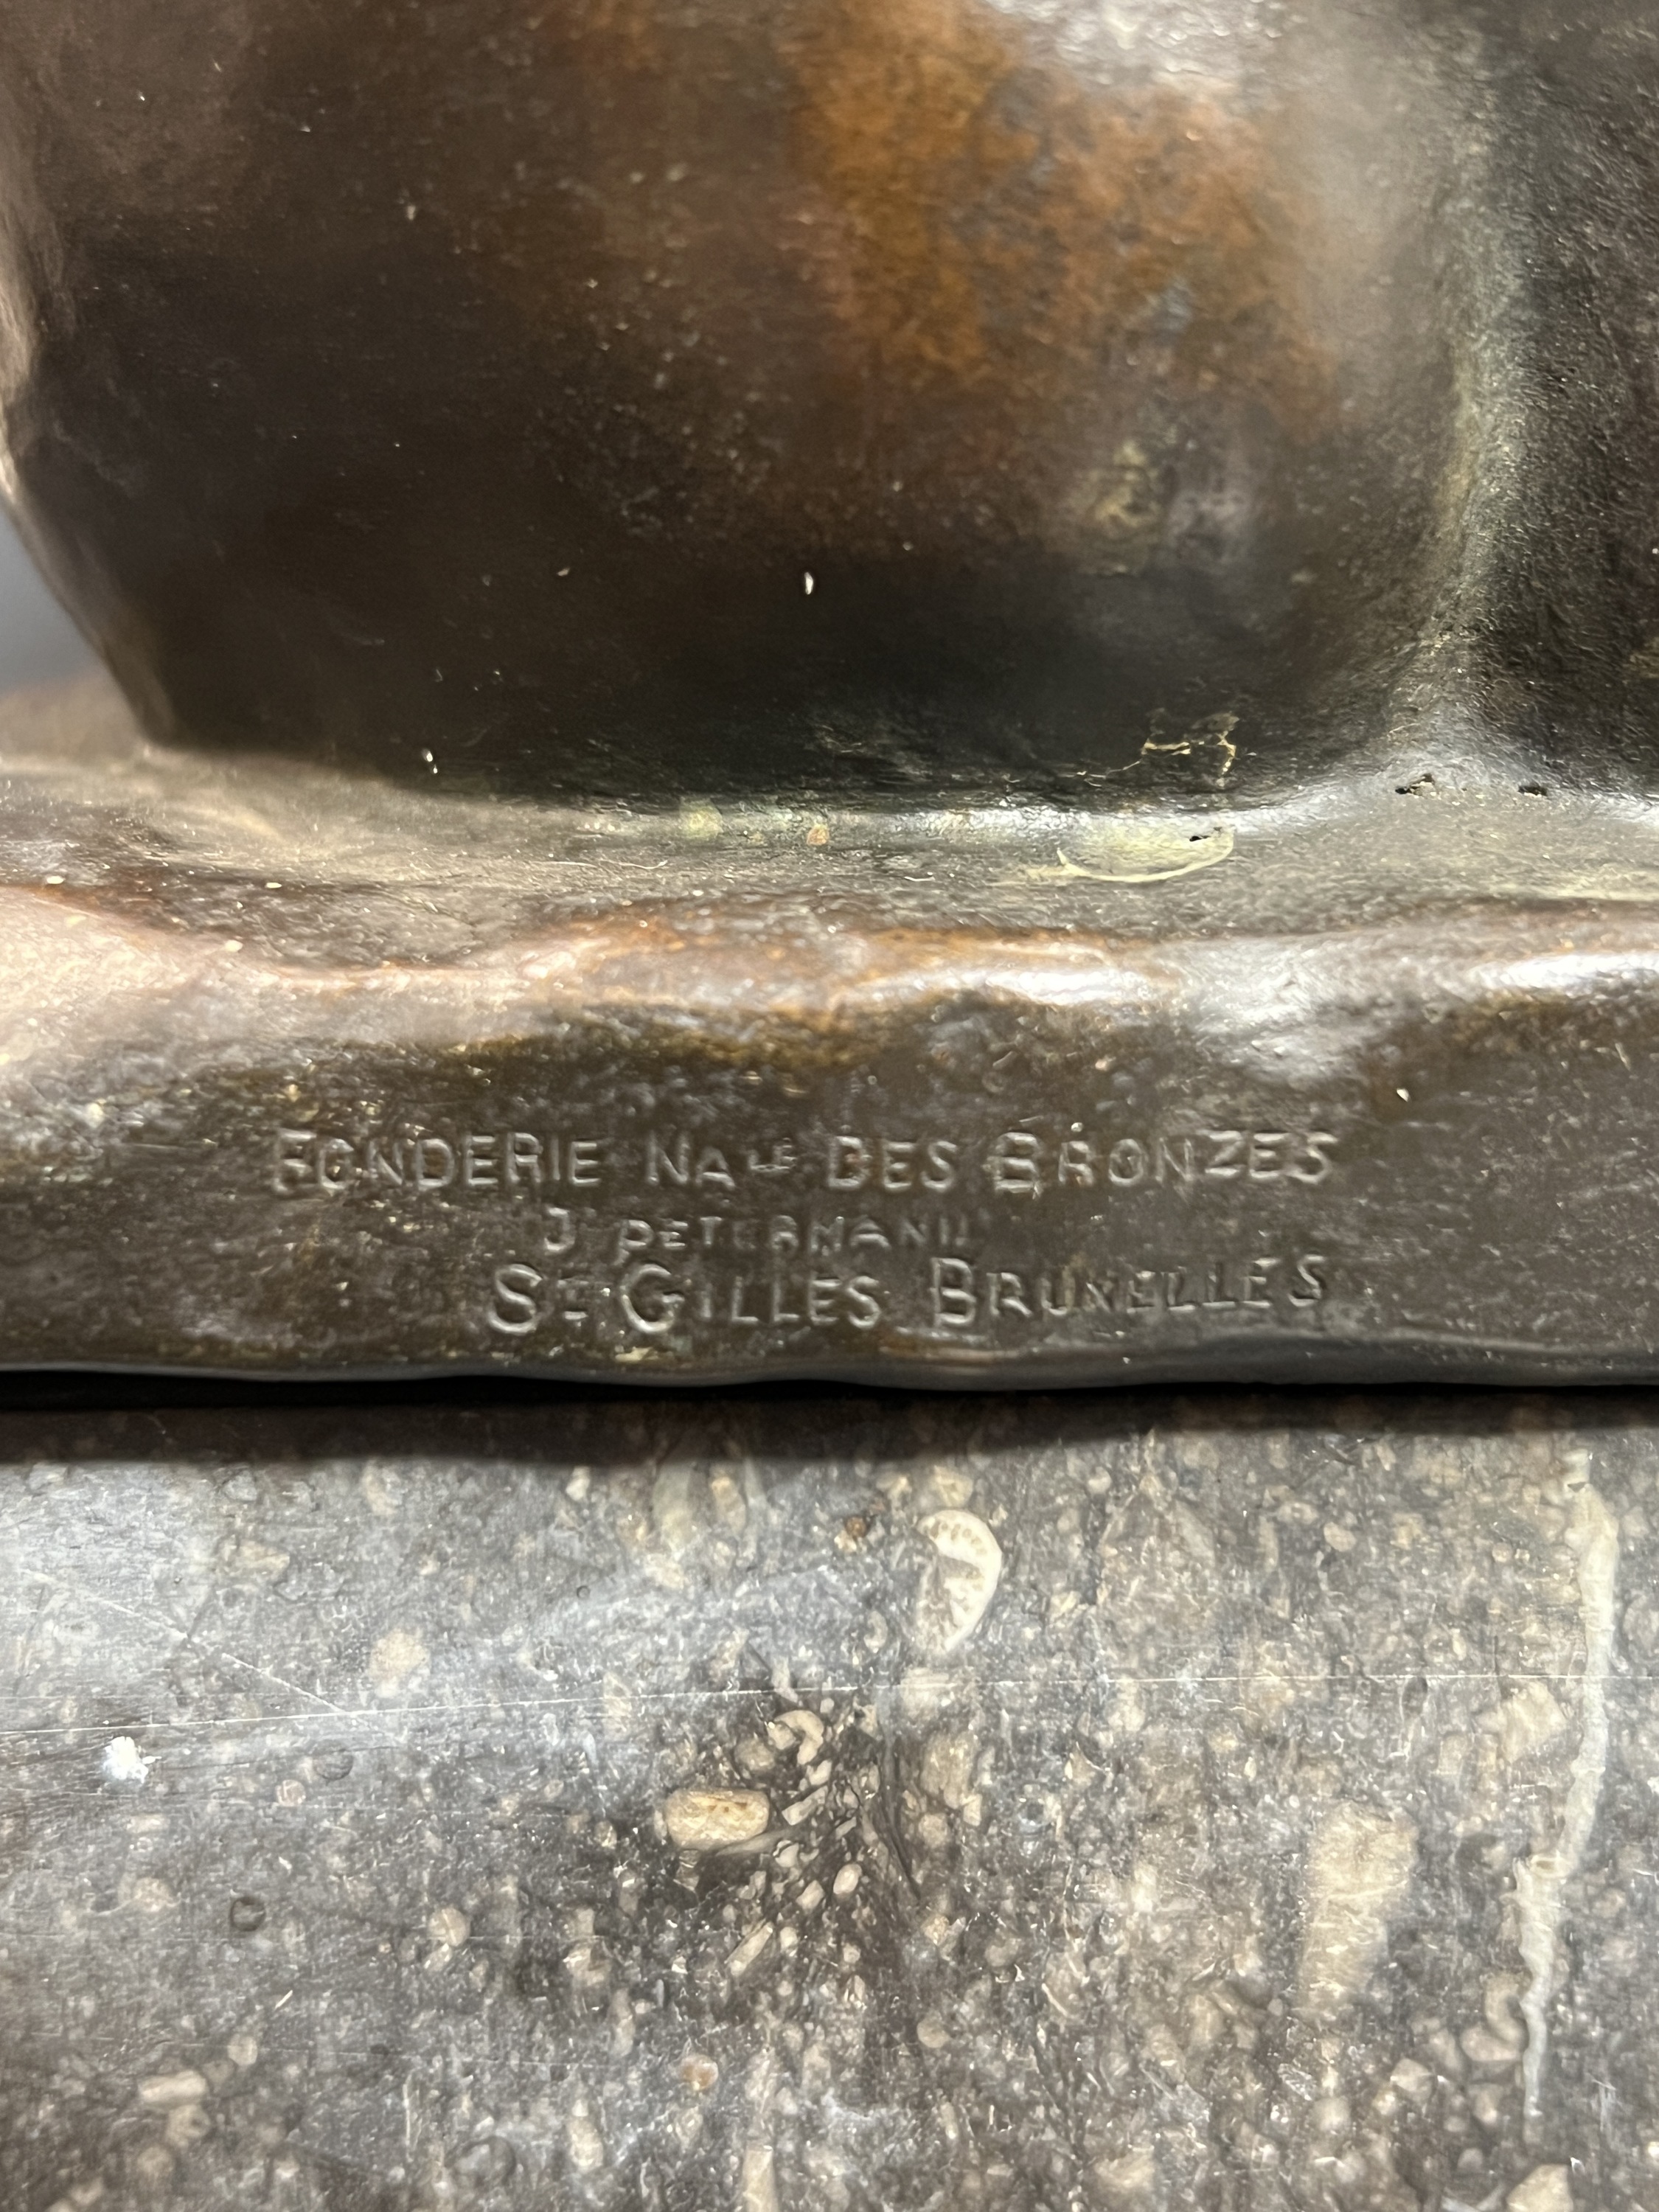 FONDERIE NALE DES BRONZES
J PETERMANN
ST GILLES BRUXELLES